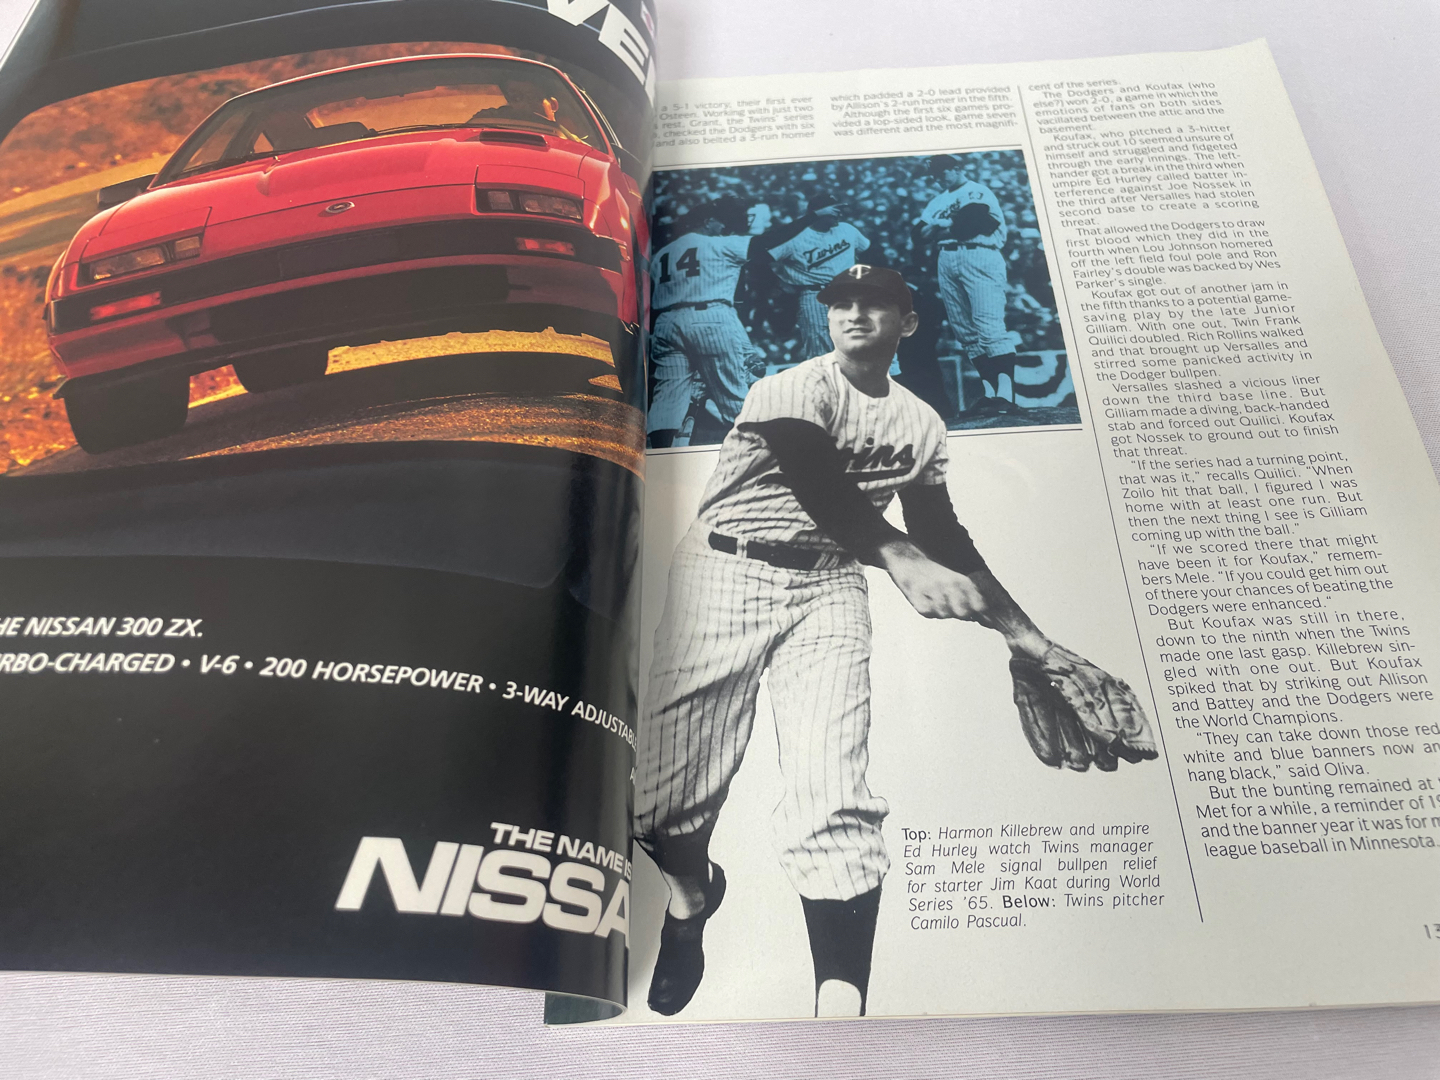 VE
HE NISSAN 300 ZX.
RBO-CHARGED • V-6 • 200 HORSEPOWER • 3-WAY ADJUSTAB
THE NAME IS
NISSA
a 5-1 victory, their first ever
Osteen. Working with just two
rest, Grant, the Twins' series
, checked the Dodgers with six
and also belted a 3-run homer
which padded a 2-0 lead provided
by Allison's 2-run homer in the fifth.
Although the first six games pro-
vided a lop-sided look, game seven
was different and the most magnifi-
cent of the series.
The Dodgers and Koufax (who
else?) won 2-0, a game in which the
emotions of fans on both sides
vacillated between the attic and the
basement.
Koufax, who pitched a 3-hitter
and struck out 10 seemed unsure of
himself and struggled and fidgeted
through the early innings. The left-
hander got a break in the third when
umpire Ed Hurley called batter in-
terference against Joe Nossek in
the third after Versalles had stolen
second base to create a scoring
threat.
That allowed the Dodgers to draw
first blood which they did in the
fourth when Lou Johnson homered
off the left field foul pole and Ron
Fairley's double was backed by Wes
Parker's single.
Koufax got out of another jam in
the fifth thanks to a potential game-
saving play by the late Junior
Gilliam. With one out, Twin Frank
Quilici doubled. Rich Rollins walked
and that brought up Versalles and
stirred some panicked activity in
the Dodger bullpen.
Versalles slashed a vicious liner
down the third base line. But
Gilliam made a diving, back-handed
stab and forced out Quilici. Koufax
got Nossek to ground out to finish
that threat.
"If the series had a turning point,
that was it," recalls Quilici. "When
Zoilo hit that ball, I figured I was
home with at least one run. But
then the next thing I see is Gilliam
coming up with the ball."
"If we scored there that might
have been it for Koufax," remem-
bers Mele. "If you could get him out
of there your chances of beating the
Dodgers were enhanced."
But Koufax was still in there,
down to the ninth when the Twins
made one last gasp. Killebrew sin-
gled with one out. But Koufax
spiked that by striking out Allison
and Battey and the Dodgers were
the World Champions.
"They can take down those red
white and blue banners now an
hang black," said Oliva.
But the bunting remained at
Met for a while, a reminder of 19
and the banner year it was for m
league baseball in Minnesota.
14
Twins
T
Twins
Top: Harmon Killebrew and umpire
Ed Hurley watch Twins manager
Sam Mele signal bullpen relief
for starter Jim Kaat during World
Series '65. Below: Twins pitcher
Camilo Pascual.
13